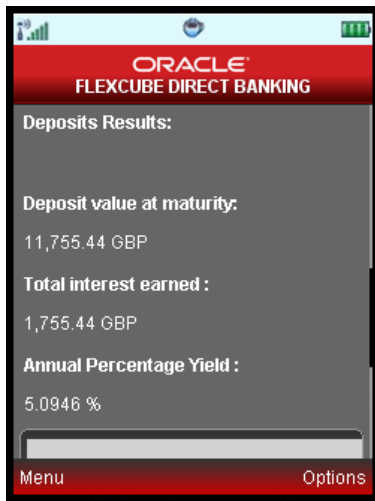 ORACLE
FLEXCUBE DIRECT BANKING
Deposits Results:
Deposit value at maturity:
11,755.44 GBP
Total interest earned :
1,755.44 GBP
Annual Percentage Yield :
5.0946 %
Menu Options